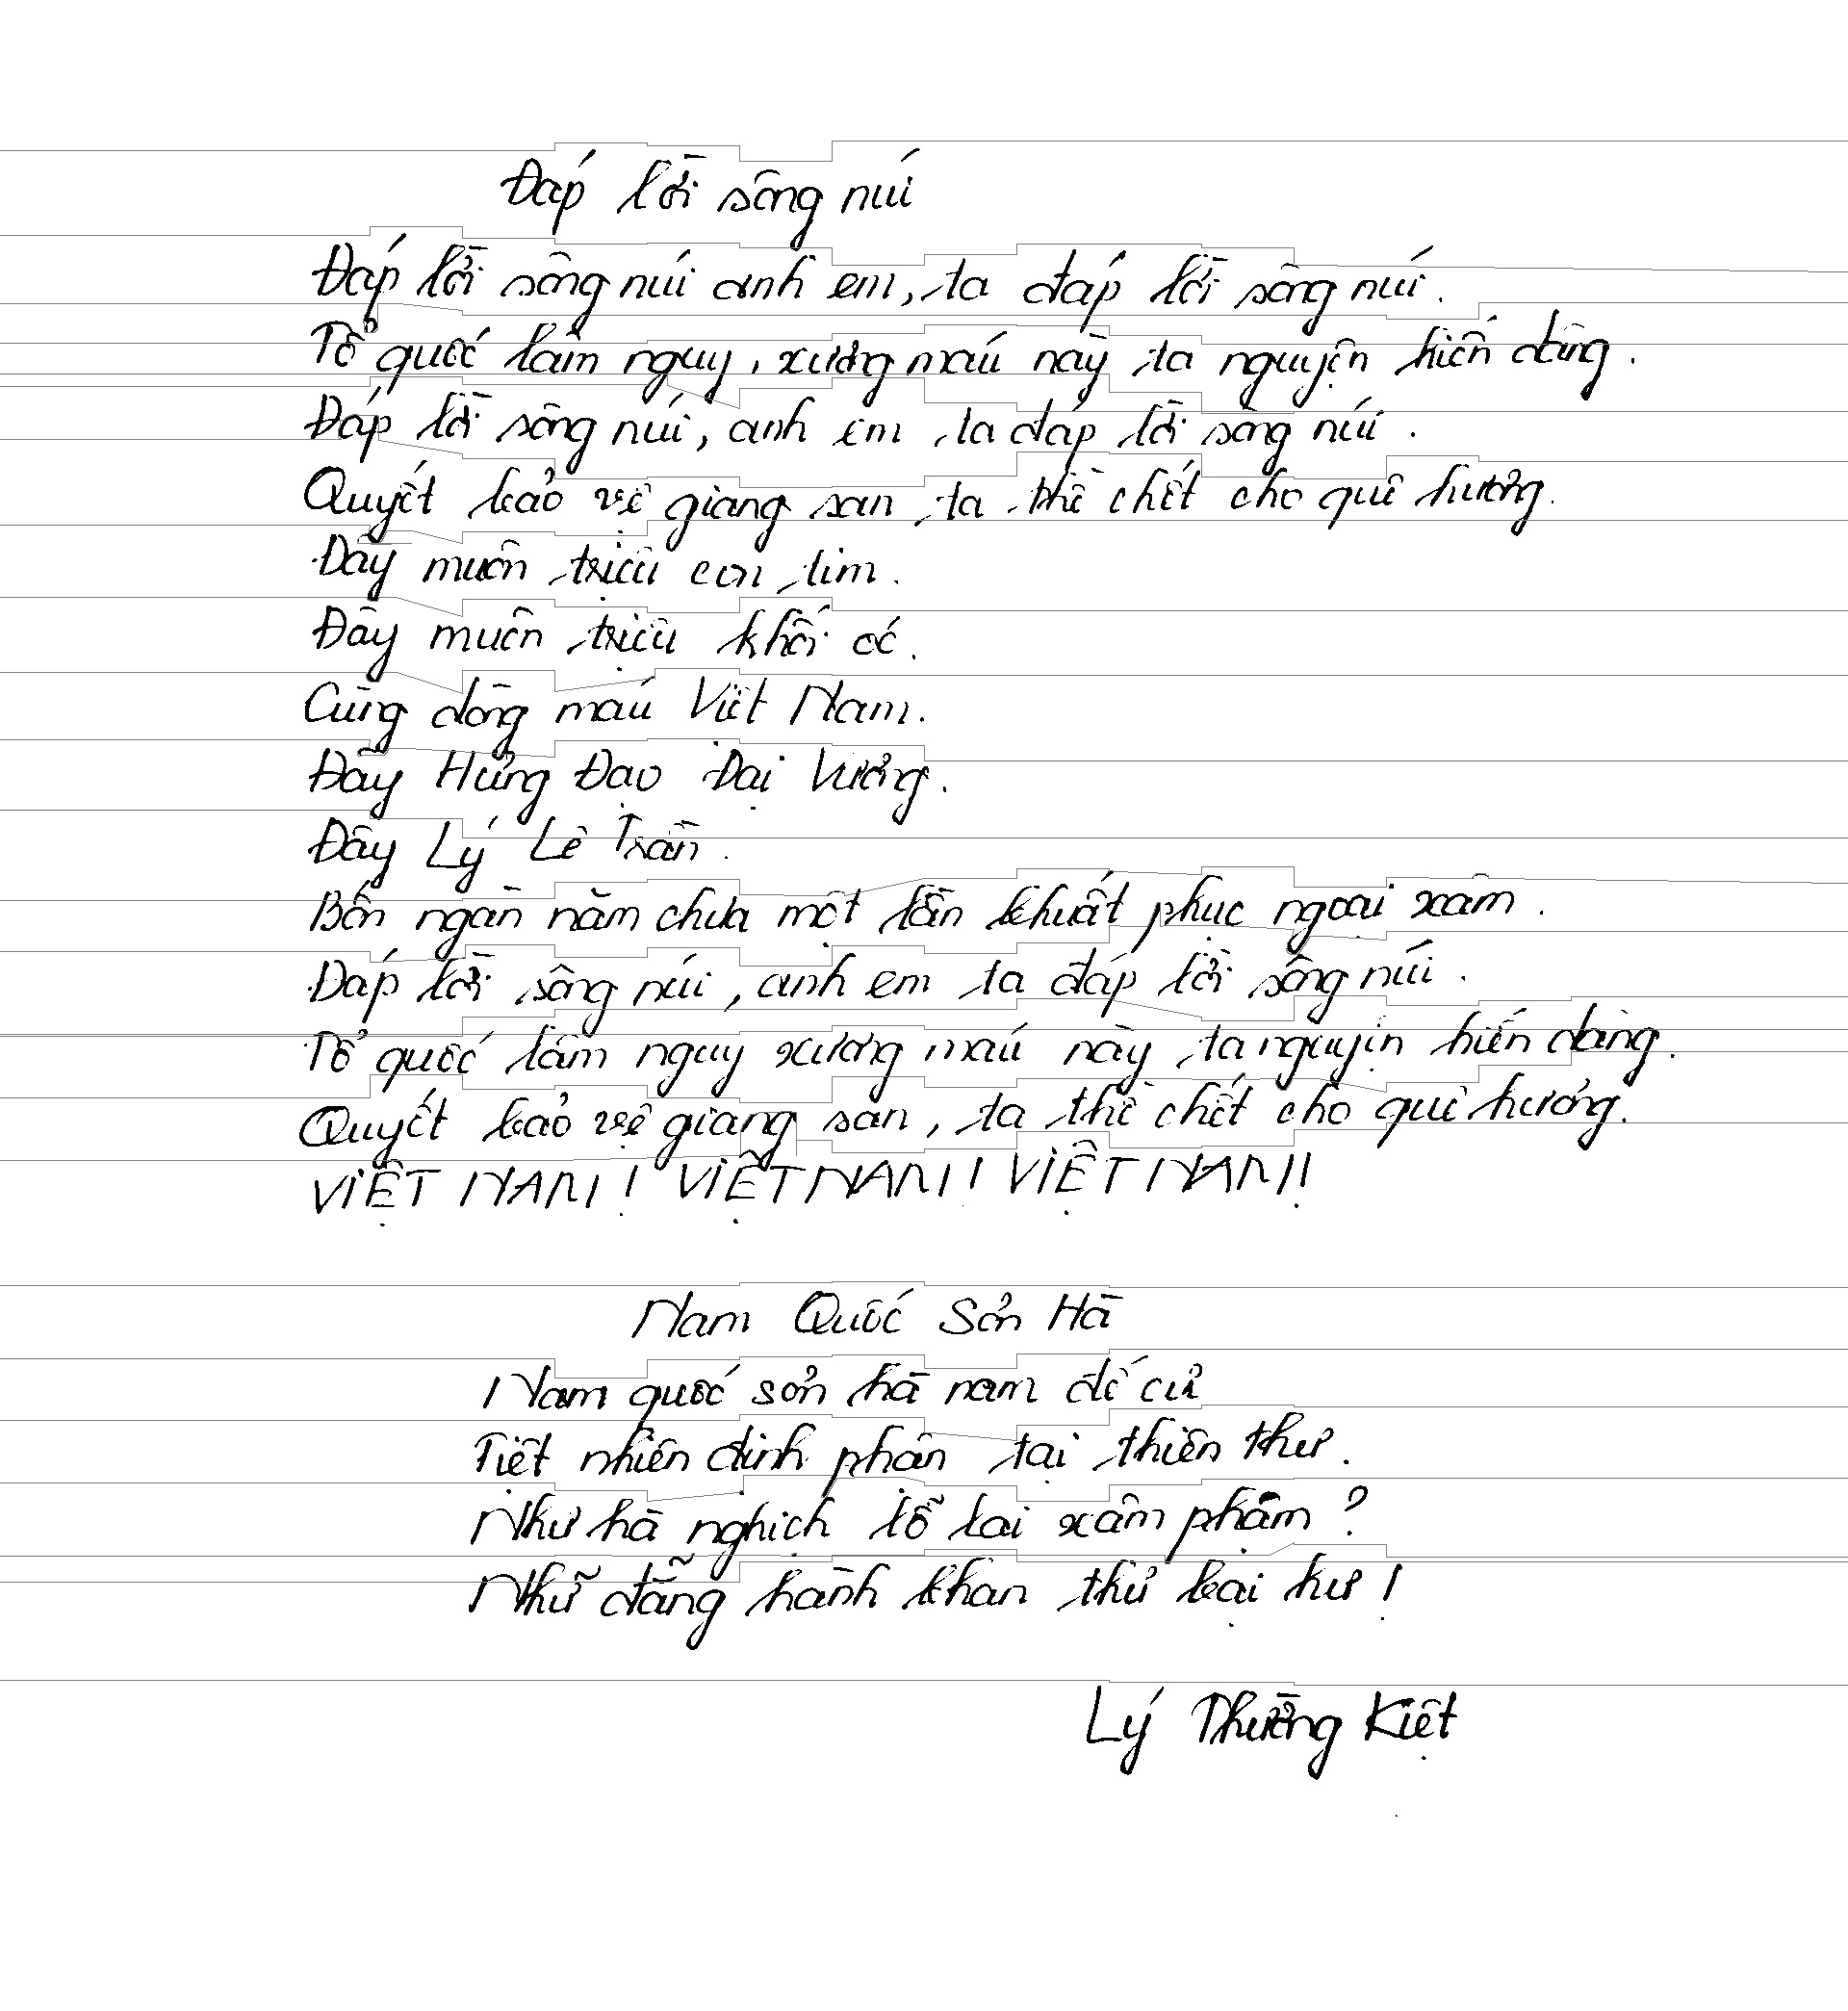 Đáp lời sông núi
Đáp lời sông núi anh em, ta đáp lời sông núi.
Tổ quốc lâm nguy, xương máu này ta nguyện hiến dâng.
Đáp lời sông núi, anh em ta đáp lời sông núi.
Quyết bảo vệ giang san, ta thề chết cho quê hương.
Đây muôn triệu con tim.
Đây muôn triệu khối óc.
Cùng dòng máu Việt Nam.
Đây Hưng Đạo Đại Vương.
Đây Lý Lê Trần.
Bốn ngàn năm chưa một lần khuất phục ngoại xâm.
Đáp lời sông núi, anh em ta đáp lời sông núi.
Tổ quốc lâm nguy xương máu này ta nguyện hiến dâng.
Quyết bảo vệ giang san, ta thề chết cho quê hương.
VIỆT NAM! VIỆT NAM! VIỆT NAM!
Nam Quốc Sơn Hà
Nam quốc sơn hà nam đế cư
Tiệt nhiên định phận tại thiên thư.
Như hà nghịch lỗ lai xâm phậm?
Nhữ đẳng hành khan thủ bại hư!
Lý Thường Kiệt